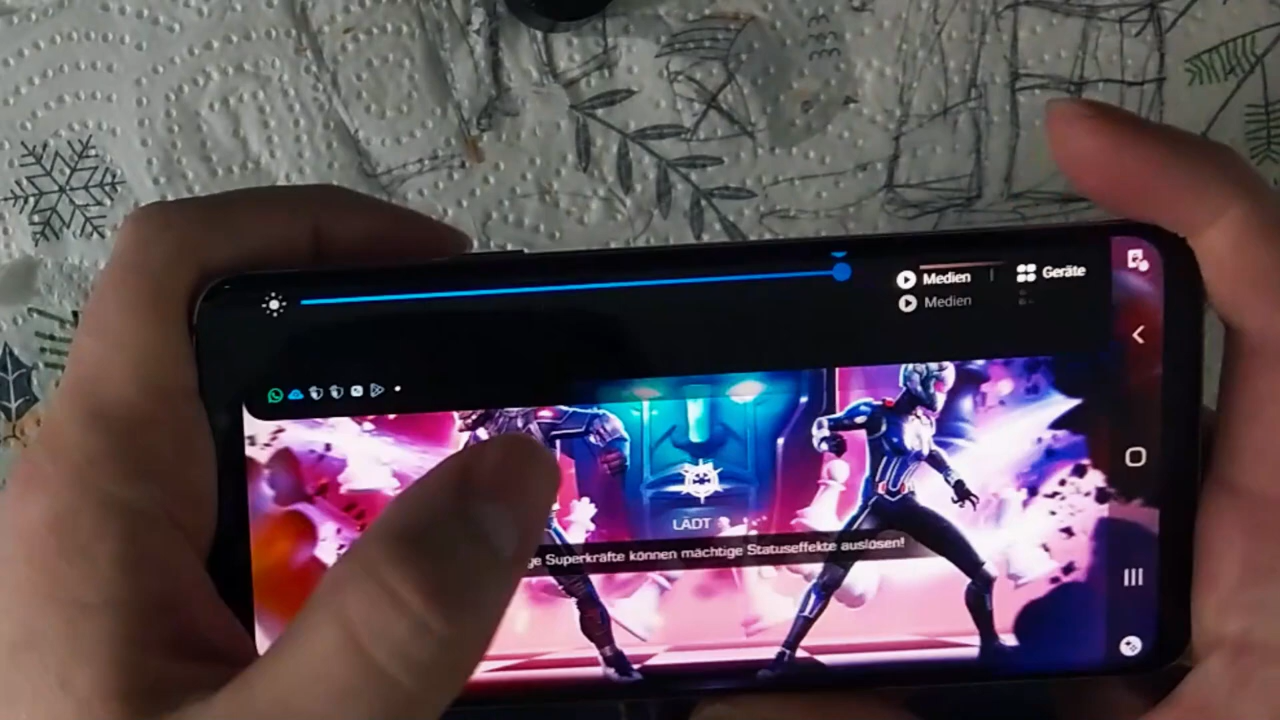 Medien
Geräte
Medien
LÄDT
ge Superkräfte können mächtige Statuseffekte auslösen!